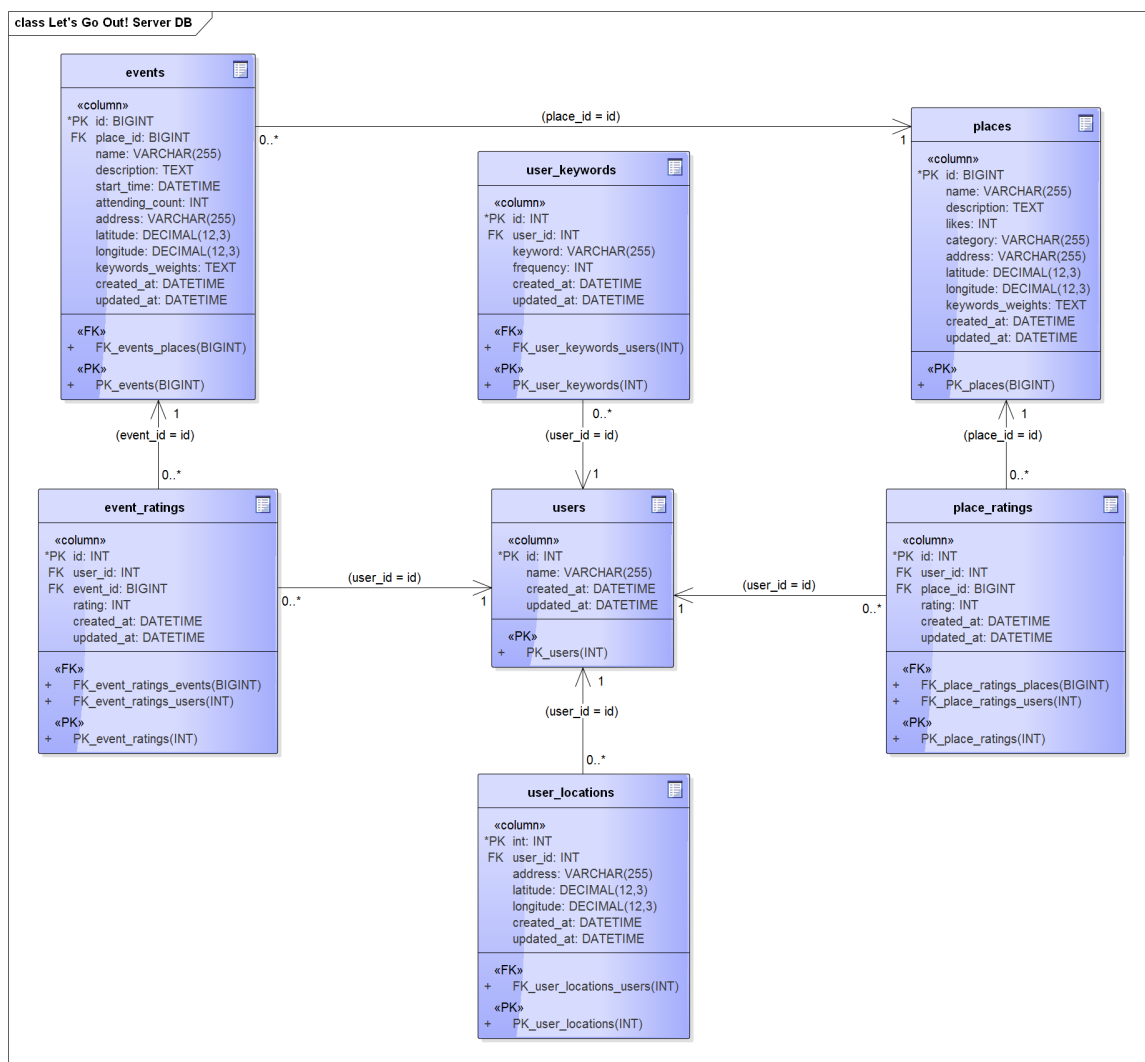 class Let's Go Out! Server DB
events
«column»
*PK id: BIGINT
FK place_id: BIGINT
name: VARCHAR(255)
description: TEXT
start_time: DATETIME
attending_count: INT
address: VARCHAR(255)
latitude: DECIMAL(12,3)
longitude: DECIMAL(12,3)
keywords_weights: TEXT
created_at: DATETIME
updated_at: DATETIME
«FK»
+ FK_events_places(BIGINT)
«PK»
+ PK_events(BIGINT)
(place_id = id)
0..*
1
user_keywords
«column»
*PK id: INT
FK user_id: INT
keyword: VARCHAR(255)
frequency: INT
created_at: DATETIME
updated_at: DATETIME
«FK»
+ FK_user_keywords_users(INT)
«PK»
+ PK_user_keywords(INT)
places
«column»
*PK id: BIGINT
name: VARCHAR(255)
description: TEXT
likes: INT
category: VARCHAR(255)
address: VARCHAR(255)
latitude: DECIMAL(12,3)
longitude: DECIMAL(12,3)
keywords_weights: TEXT
created_at: DATETIME
updated_at: DATETIME
«PK»
+ PK_places(BIGINT)
1
(event_id = id)
0..*
0..*
(user_id = id)
1
1
(place_id = id)
0..*
event_ratings
«column»
*PK id: INT
FK user_id: INT
FK event_id: BIGINT
rating: INT
created_at: DATETIME
updated_at: DATETIME
«FK»
+ FK_event_ratings_events(BIGINT)
+ FK_event_ratings_users(INT)
«PK»
+ PK_event_ratings(INT)
(user_id = id)
0..*
1
users
«column»
*PK id: INT
name: VARCHAR(255)
created_at: DATETIME
updated_at: DATETIME
«PK»
+ PK_users(INT)
(user_id = id)
1
0..*
place_ratings
«column»
*PK id: INT
FK user_id: INT
FK place_id: BIGINT
rating: INT
created_at: DATETIME
updated_at: DATETIME
«FK»
+ FK_place_ratings_places(BIGINT)
+ FK_place_ratings_users(INT)
«PK»
+ PK_place_ratings(INT)
1
(user_id = id)
0..*
user_locations
«column»
*PK int: INT
FK user_id: INT
address: VARCHAR(255)
latitude: DECIMAL(12,3)
longitude: DECIMAL(12,3)
created_at: DATETIME
updated_at: DATETIME
«FK»
+ FK_user_locations_users(INT)
«PK»
+ PK_user_locations(INT)